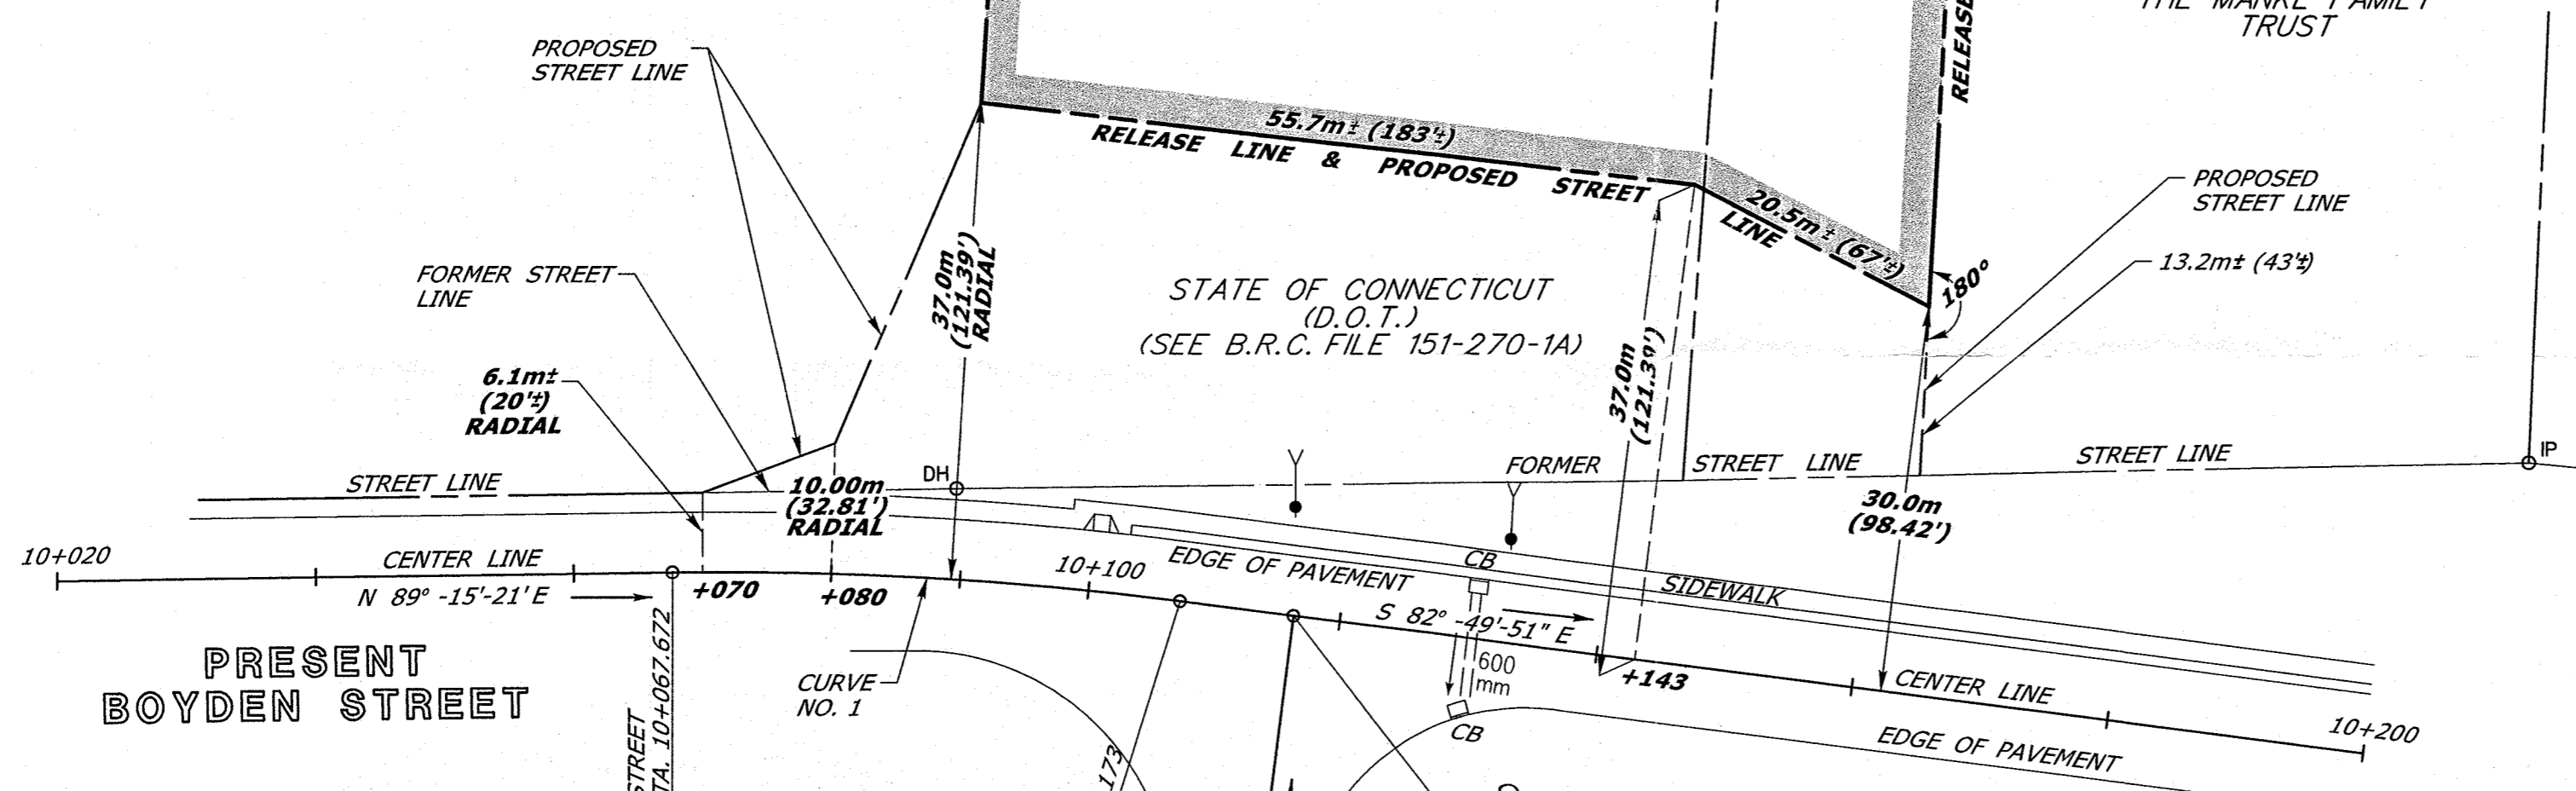 THE MANKE FAMILY
TRUST
RELEASE
PROPOSED
STREET LINE
55.7m± (183'±)
RELEASE LINE & PROPOSED STREET
LINE
20.5m± (67'±)
PROPOSED
STREET LINE
13.2m± (43'±)
180°
FORMER STREET
LINE
37.0m
(121.39')
RADIAL
STATE OF CONNECTICUT
(D.O.T.)
(SEE B.R.C. FILE 151-270-1A)
37.0m
(121.39')
6.1m±
(20'±)
RADIAL
STREET LINE
10.00m
(32.81')
RADIAL
DH
FORMER STREET LINE
STREET LINE
IP
30.0m
(98.42')
10+020
CENTER LINE
N 89° -15'-21' E
+070
+080
10+100
EDGE OF PAVEMENT
CB
SIDEWALK
S 82° -49'-51" E
600
mm
+143
CENTER LINE
10+200
PRESENT
BOYDEN STREET
STREET
TA. 10+067.672
CURVE
NO. 1
173
CB
EDGE OF PAVEMENT